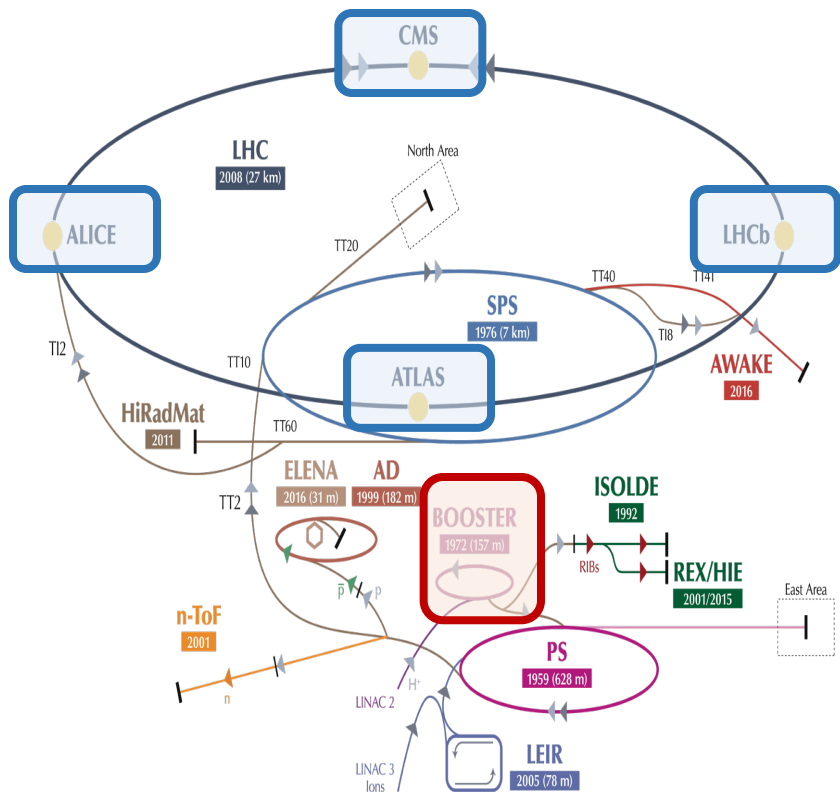 CMS
LHC
2008 (27 km)
North Area
ALICE
LHCb
TT20
TT40
TT41
SPS
1976 (7 km)
TI8
TI2
TT10
ATLAS
AWAKE
2016
HiRadMat
2011
TT60
ELENA
2016 (31 m)
AD
1999 (182 m)
TT2
BOOSTER
1972 (157 m)
ISOLDE
1992
RIBs
REX/HIE
2001/2015
East Area
p̅
p
n-ToF
2001
n
H⁺
PS
1959 (628 m)
LINAC 2
LINAC 3
Ions
LEIR
2005 (78 m)